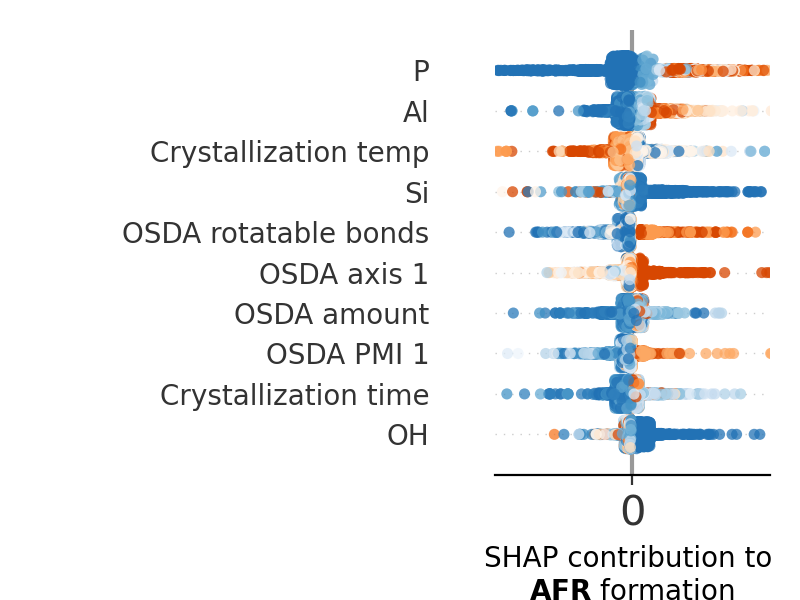 P
Al
Crystallization temp
Si
OSDA rotatable bonds
OSDA axis 1
OSDA amount
OSDA PMI 1
Crystallization time
OH
0
SHAP contribution to
AFR formation